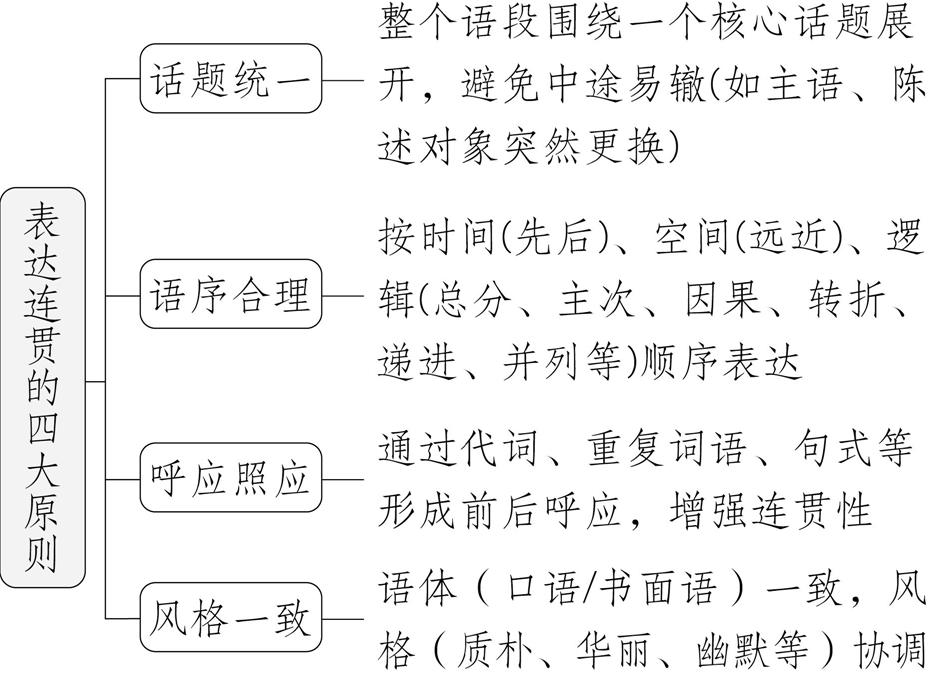 表达连贯的四大原则
话题统一
整个语段围绕一个核心话题展
开，避免中途易辙(如主语、陈
述对象突然更换)
语序合理
按时间(先后)、空间(远近)、逻
辑(总分、主次、因果、转折、
递进、并列等)顺序表达
呼应照应
通过代词、重复词语、句式等
形成前后呼应，增强连贯性
风格一致
语体（口语/书面语）一致，风
格（质朴、华丽、幽默等）协调